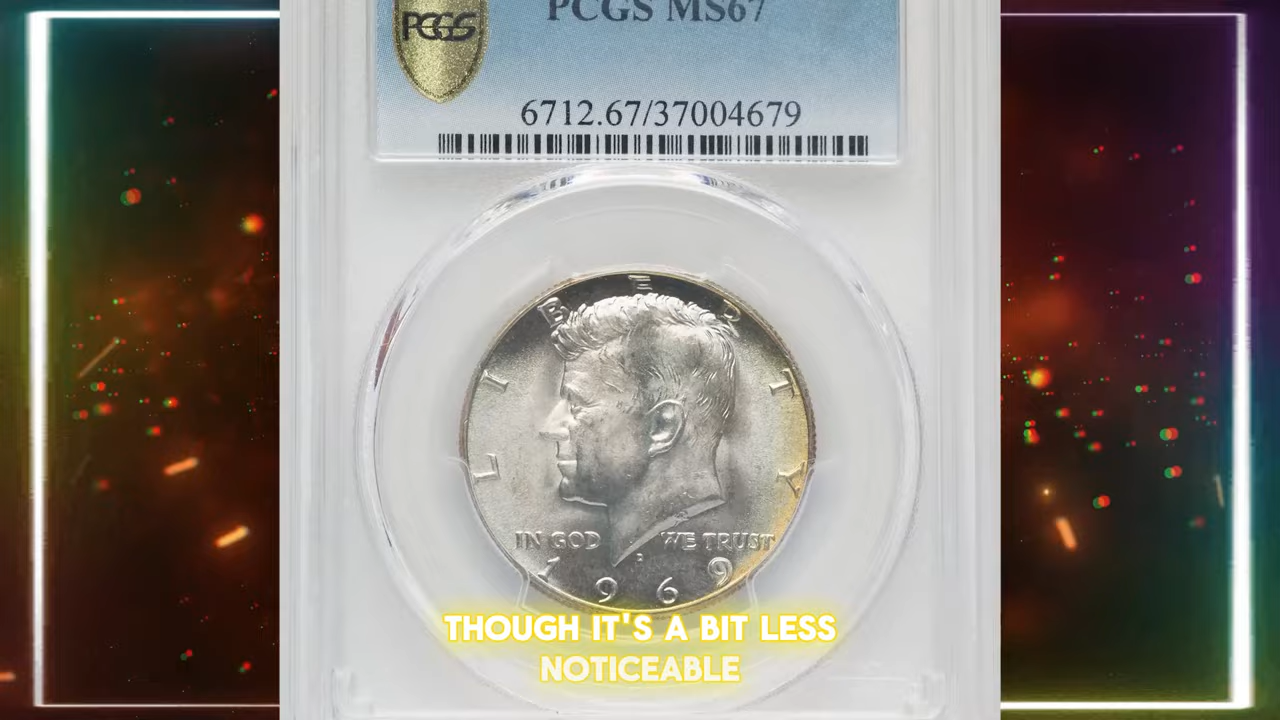 PCGS MS67
PCGS
6712.67/37004679
LIBERTY
IN GOD WE TRUST
D
1969
THOUGH IT'S A BIT LESS
NOTICEABLE